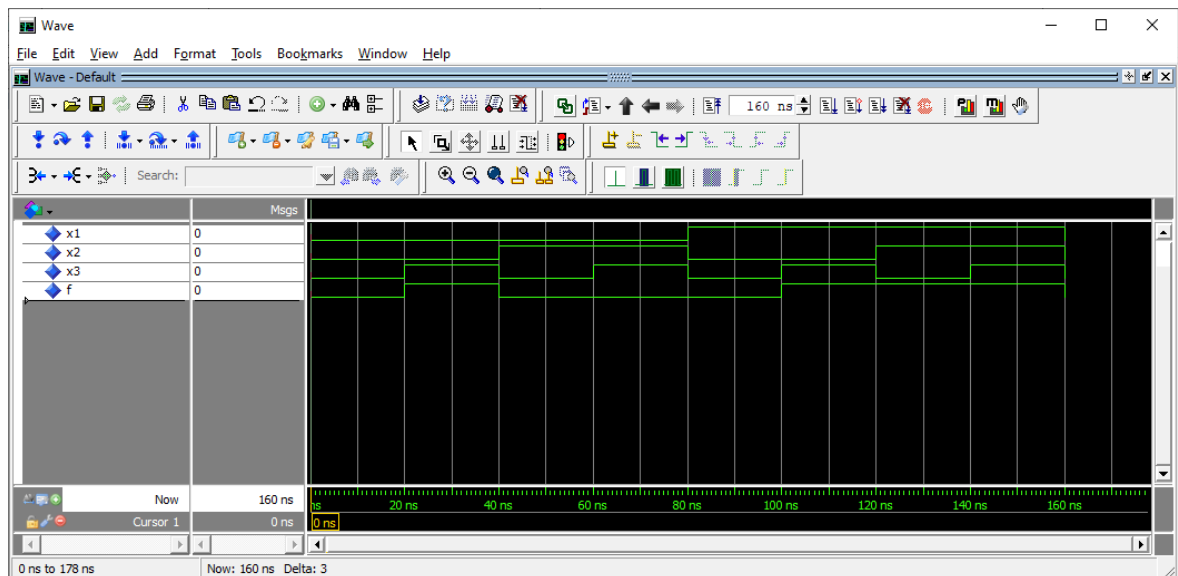 Wave
File Edit View Add Format Tools Bookmarks Window Help
Wave - Default
160 ns
Search:
Msgs
x1 0
x2 0
x3 0
f 0
Now 160 ns
Cursor 1 0 ns
ns 20 ns 40 ns 60 ns 80 ns 100 ns 120 ns 140 ns 160 ns
0 ns
0 ns to 178 ns Now: 160 ns Delta: 3